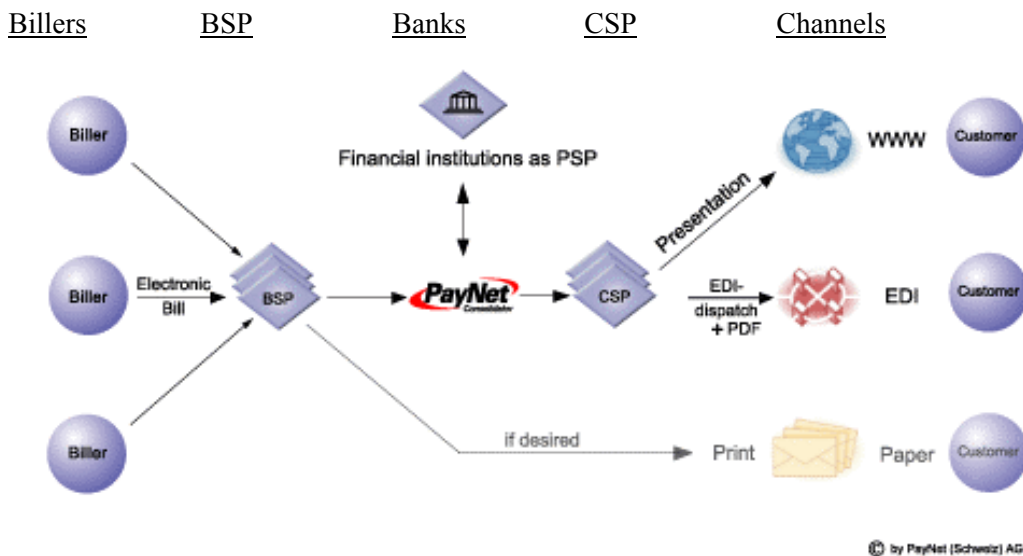 Billers BSP Banks CSP Channels
Biller
Financial institutions as PSP
WWW
Customer
Presentation
Biller
Electronic
Bill
BSP
PayNet
Consolidator
CSP
EDI-
dispatch
+ PDF
EDI
Customer
Biller
if desired
Print
Paper
Customer
© by PayNet (Schweiz) AG